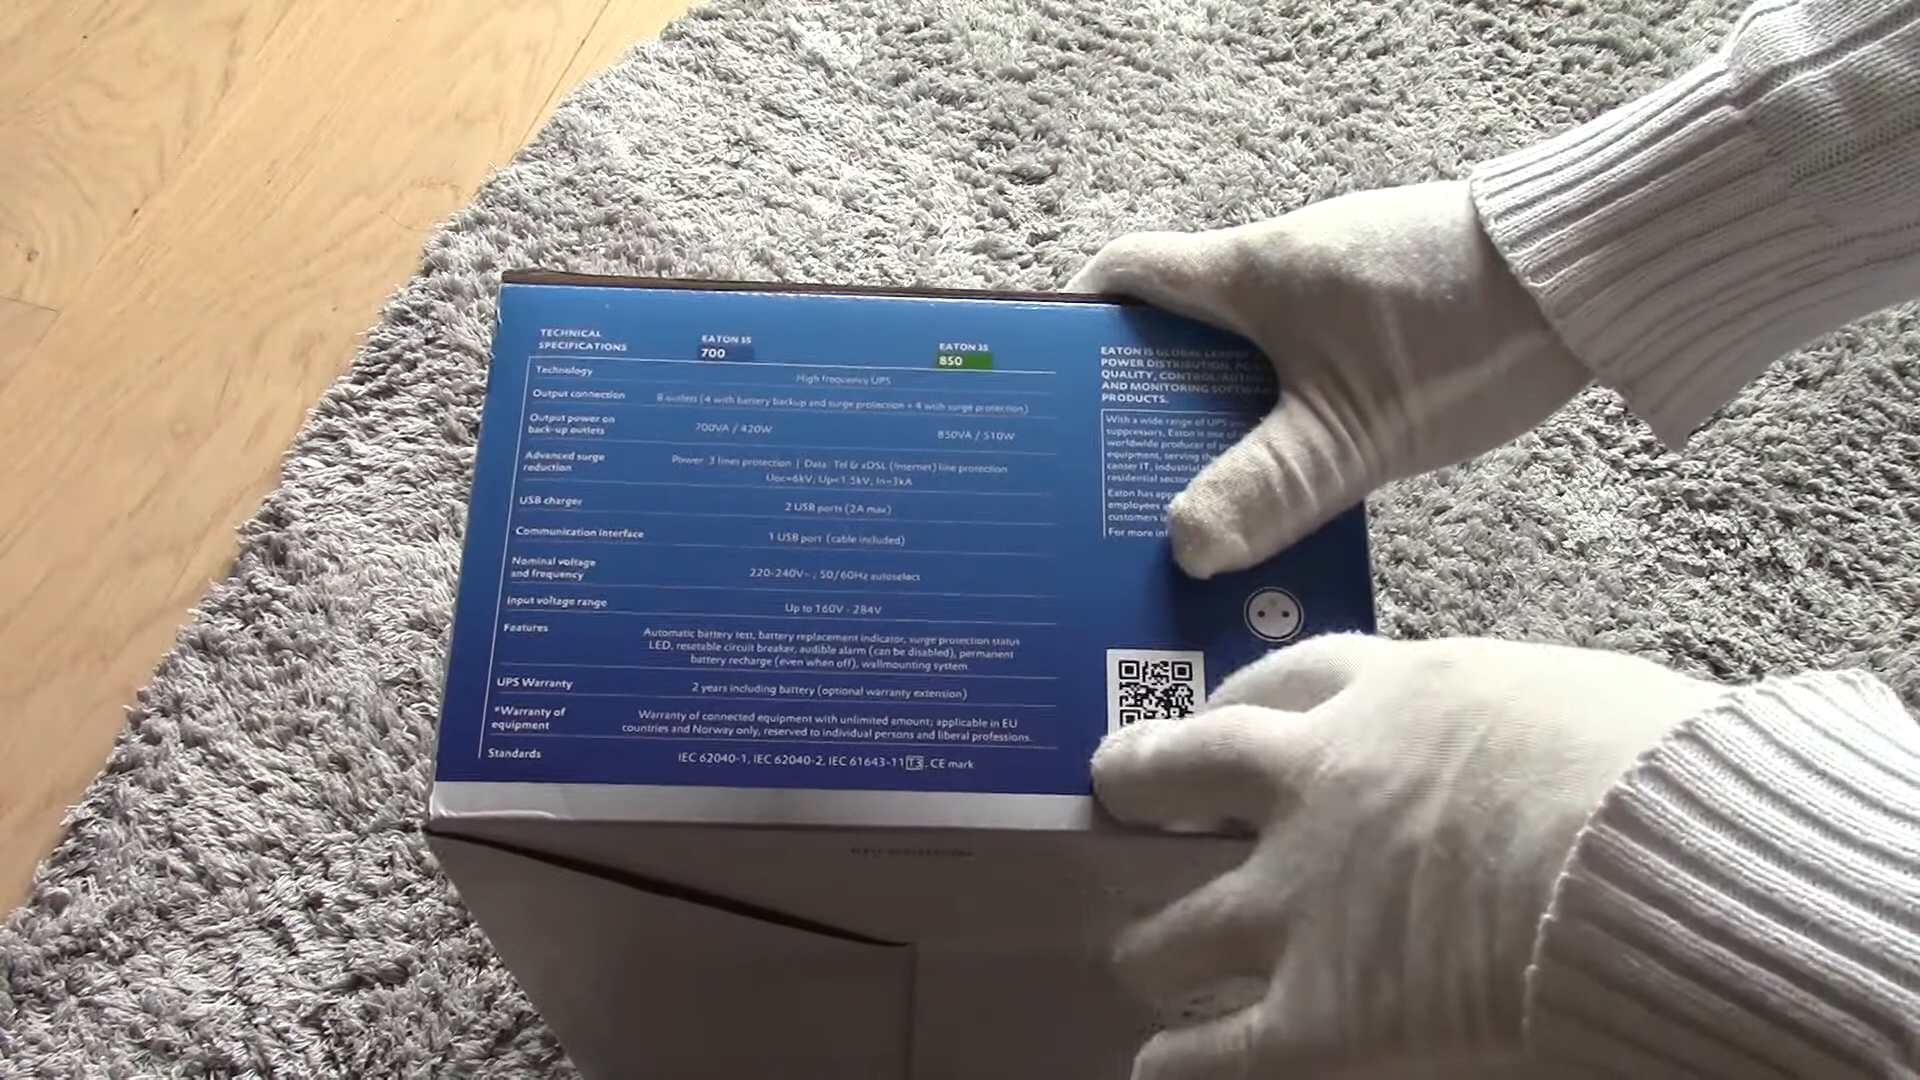 TECHNICAL
SPECIFICATIONS
EATON 3S
700
EATON 3S
850
Technology
High frequency UPS
Output connection
8 outlets (4 with battery backup and surge protection + 4 with surge protection)
Output power on
back-up outlets
700VA / 420W
850VA / 510W
Advanced surge
reduction
Power: 3 lines protection | Data: Tel & xDSL (Internet) line protection
Uoc=6kV, Up<1.5kV, In=3kA
USB charger
2 USB ports (2A max)
Communication interface
1 USB port (cable included)
Nominal voltage
and frequency
220-240V~ ; 50/60Hz autoselect
Input voltage range
Up to 160V - 284V
Features
Automatic battery test, battery replacement indicator, surge protection status
LED, resetable circuit breaker, audible alarm (can be disabled), permanent
battery recharge (even when off), wallmounting system.
UPS Warranty
2 years including battery (optional warranty extension)
*Warranty of
equipment
Warranty of connected equipment with unlimited amount; applicable in EU
countries and Norway only, reserved to individual persons and liberal professions.
Standards
IEC 62040-1, IEC 62040-2, IEC 61643-11 T3, CE mark
EATON IS GLOBAL LEADER
POWER DISTRIBUTION,
QUALITY, CONTROL
AND MONITORING
PRODUCTS.
With a wide range of UPS
suppressors, Eaton is one of
worldwide producer of
equipment, serving the
center IT, industrial
residential
Eaton has
employees
customers
For more